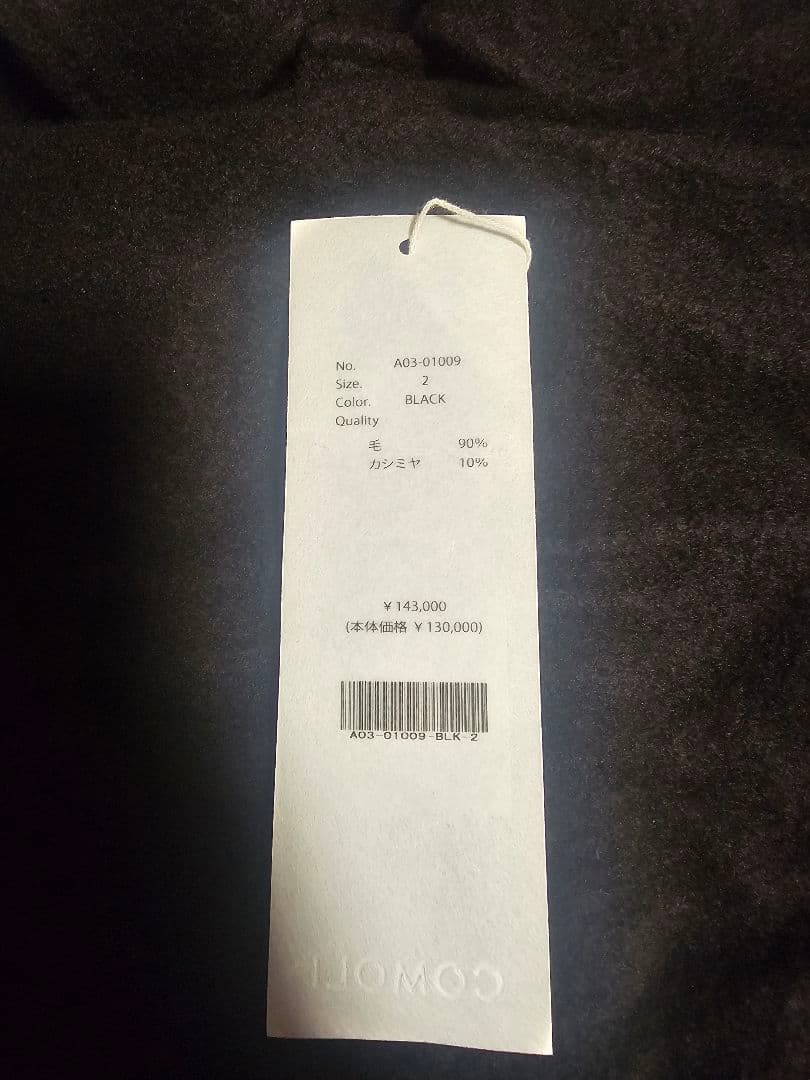 No. A03-01009
Size. 2
Color. BLACK
Quality
毛 90%
カシミヤ 10%
¥143,000
(本体価格 ¥130,000)
A03-01009-BLK-2
COMOLI